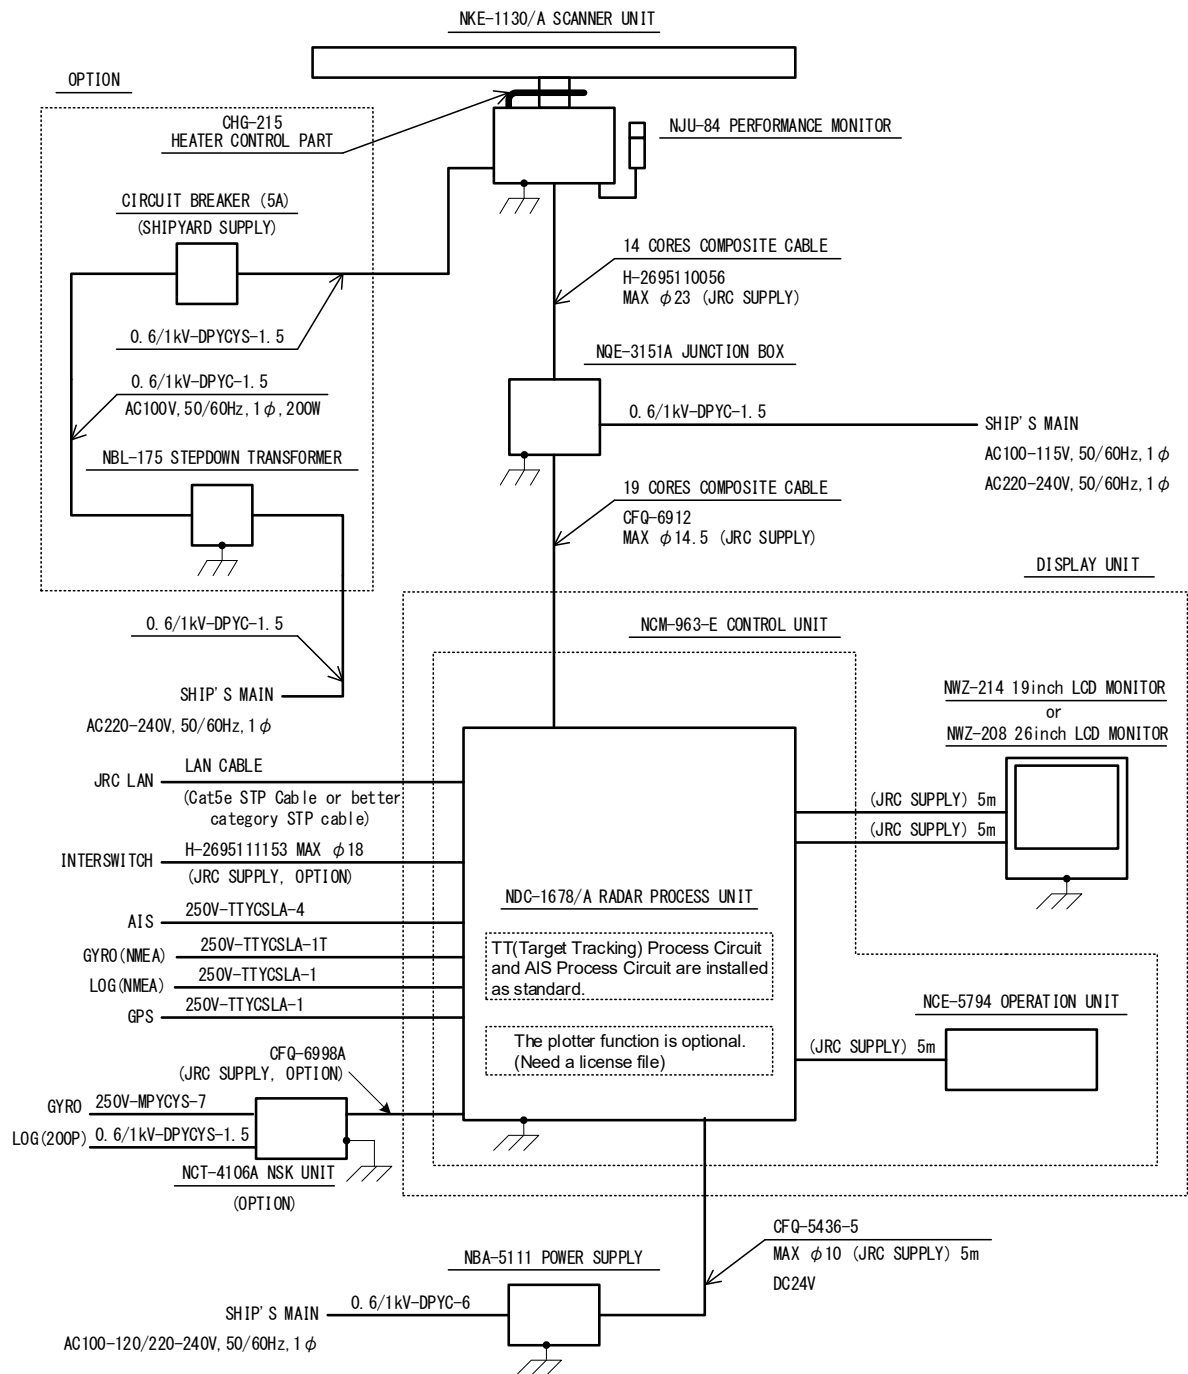 NKE-1130/A SCANNER UNIT
OPTION
CHG-215
HEATER CONTROL PART
NJU-84 PERFORMANCE MONITOR
CIRCUIT BREAKER (5A)
(SHIPYARD SUPPLY)
14 CORES COMPOSITE CABLE
H-2695110056
MAX φ23 (JRC SUPPLY)
0.6/1kV-DPYCYS-1.5
NQE-3151A JUNCTION BOX
0.6/1kV-DPYC-1.5
AC100V, 50/60Hz, 1φ, 200W
0.6/1kV-DPYC-1.5
SHIP'S MAIN
AC100-115V, 50/60Hz, 1φ
AC220-240V, 50/60Hz, 1φ
NBL-175 STEPDOWN TRANSFORMER
19 CORES COMPOSITE CABLE
CFQ-6912
MAX φ14.5 (JRC SUPPLY)
DISPLAY UNIT
0.6/1kV-DPYC-1.5
NCM-963-E CONTROL UNIT
SHIP'S MAIN
AC220-240V, 50/60Hz, 1φ
NWZ-214 19inch LCD MONITOR
or
NWZ-208 26inch LCD MONITOR
JRC LAN
LAN CABLE
(Cat5e STP Cable or better
category STP cable)
(JRC SUPPLY) 5m
(JRC SUPPLY) 5m
INTERSWITCH
H-2695111153 MAX φ18
(JRC SUPPLY, OPTION)
NDC-1678/A RADAR PROCESS UNIT
AIS
250V-TTYCSLA-4
GYRO(NMEA)
250V-TTYCSLA-1T
LOG(NMEA)
250V-TTYCSLA-1
GPS
250V-TTYCSLA-1
TT(Target Tracking) Process Circuit
and AIS Process Circuit are installed
as standard.
NCE-5794 OPERATION UNIT
The plotter function is optional.
(Need a license file)
(JRC SUPPLY) 5m
CFQ-6998A
(JRC SUPPLY, OPTION)
GYRO
250V-MPYCYS-7
LOG(200P)
0.6/1kV-DPYCYS-1.5
NCT-4106A NSK UNIT
(OPTION)
CFQ-5436-5
MAX φ10 (JRC SUPPLY) 5m
DC24V
NBA-5111 POWER SUPPLY
SHIP'S MAIN
0.6/1kV-DPYC-6
AC100-120/220-240V, 50/60Hz, 1φ